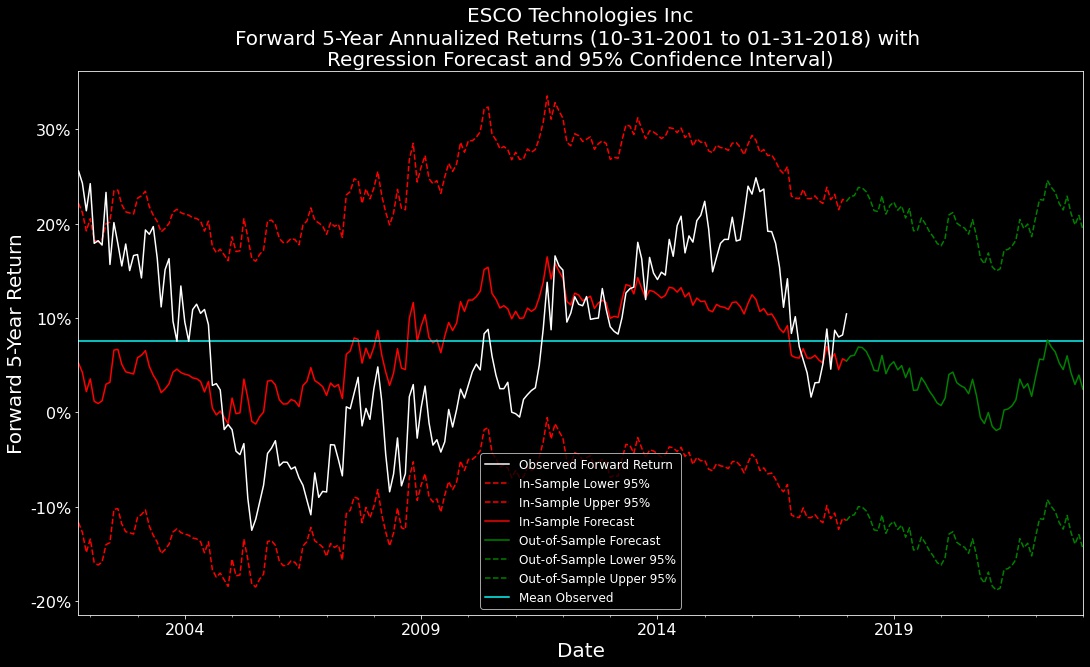 ESCO Technologies Inc
Forward 5-Year Annualized Returns (10-31-2001 to 01-31-2018) with
Regression Forecast and 95% Confidence Interval)
Forward 5-Year Return
30%
20%
10%
0%
-10%
-20%
Observed Forward Return
In-Sample Lower 95%
In-Sample Upper 95%
In-Sample Forecast
Out-of-Sample Forecast
Out-of-Sample Lower 95%
Out-of-Sample Upper 95%
Mean Observed
2004
2009
2014
2019
Date